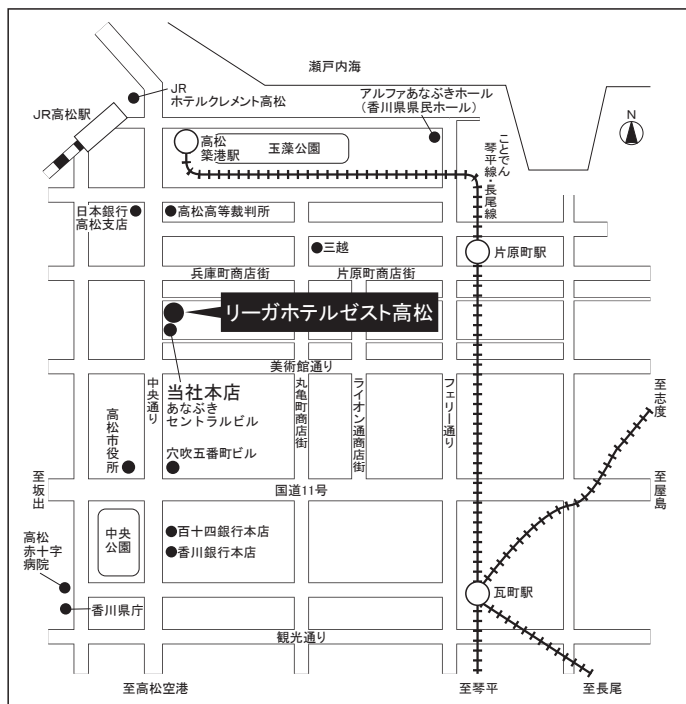 瀬戸内海
JR
ホテルクレメント高松
アルファあなぶきホール
(香川県県民ホール)
N
JR高松駅
高松
築港駅
玉藻公園
ことでん
琴平線・長尾線
日本銀行
高松支店
高松高等裁判所
三越
片原町駅
兵庫町商店街
片原町商店街
リーガホテルゼスト高松
美術館通り
中央通り
当社本店
あなぶき
セントラルビル
丸亀町商店街
ライオン通商店街
フェリー通り
至志度
高松市役所
穴吹五番町ビル
至坂出
国道11号
至屋島
中央
公園
百十四銀行本店
香川銀行本店
高松
赤十字
病院
香川県庁
瓦町駅
観光通り
至高松空港
至琴平
至長尾